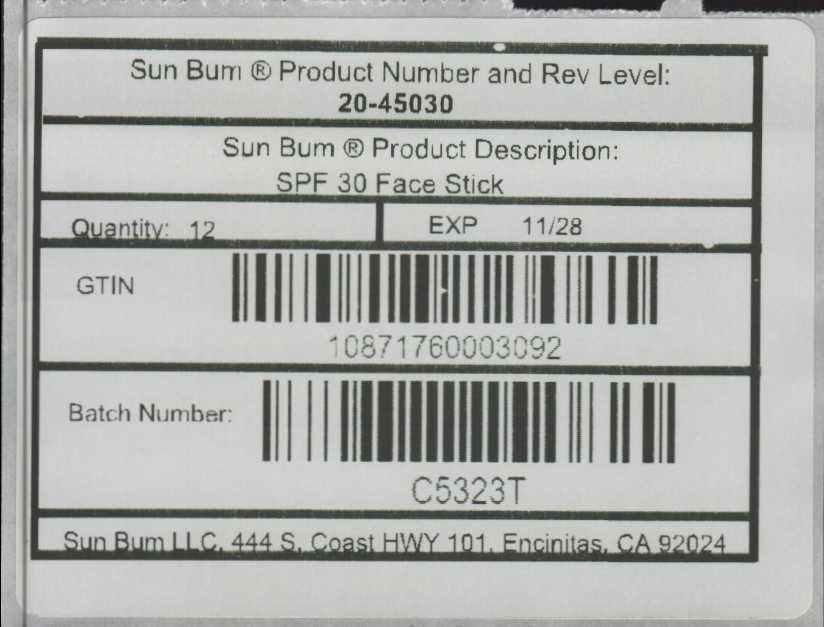 Sun Bum ® Product Number and Rev Level:
20-45030
Sun Bum ® Product Description:
SPF 30 Face Stick
Quantity: 12
EXP 11/28
GTIN
10871760003092
Batch Number:
C5323T
Sun Bum LLC, 444 S. Coast HWY 101, Encinitas, CA 92024